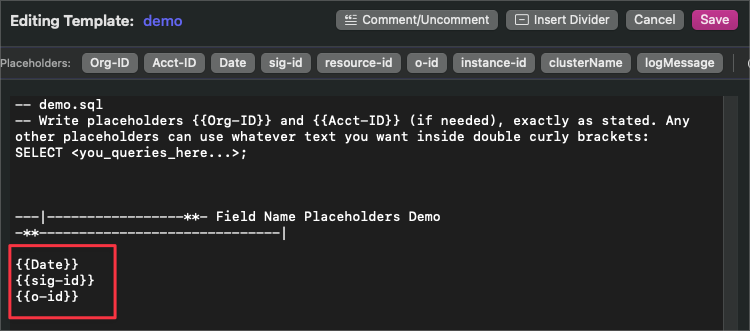 Editing Template: demo
Comment/Uncomment
Insert Divider
Cancel
Save
Placeholders:
Org-ID
Acct-ID
Date
sig-id
resource-id
o-id
instance-id
clusterName
logMessage
-- demo.sql
-- Write placeholders {{Org-ID}} and {{Acct-ID}} (if needed), exactly as stated. Any
other placeholders can use whatever text you want inside double curly brackets:
SELECT <you_queries_here...>;
---|-----------------**- Field Name Placeholders Demo
-**------------------------------|
{{Date}}
{{sig-id}}
{{o-id}}